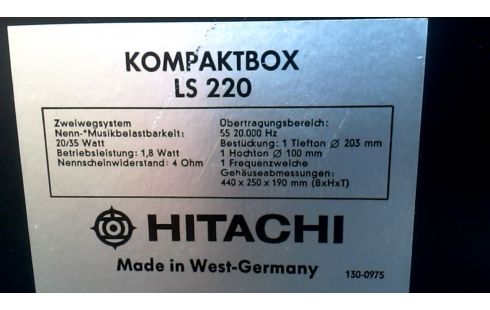 KOMPAKTBOX
LS 220
Zweiwegsystem
Nenn-*Musikbelastbarkeit:
20/35 Watt
Betriebsleistung: 1,8 Watt
Nennscheinwiderstand: 4 Ohm
Übertragungsbereich:
55 20.000 Hz
Bestückung: 1 Tiefton Ø 203 mm
1 Hochton Ø 100 mm
1 Frequenzweiche
Gehäuseabmessungen:
440 x 250 x 190 mm (BxHxT)
HITACHI
Made in West-Germany
130-0975